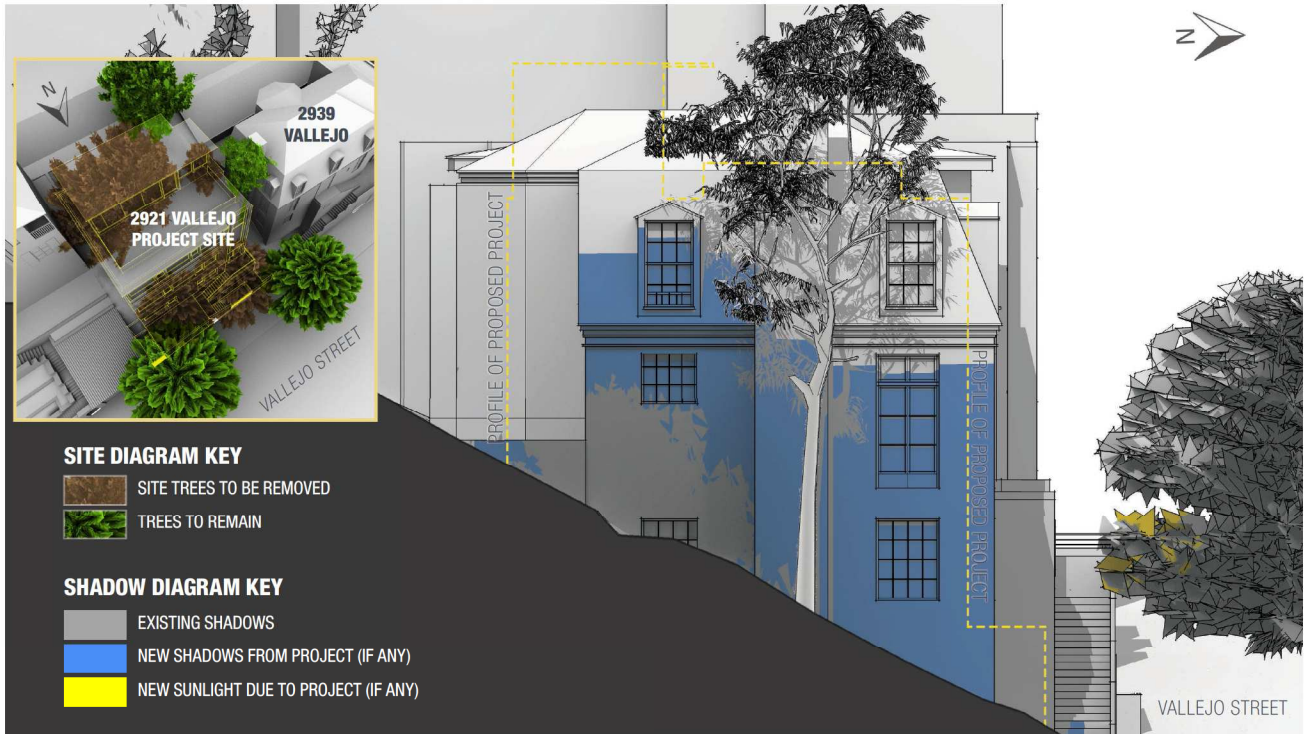 N
2939
VALLEJO
2921 VALLEJO
PROJECT SITE
VALLEJO STREET
SITE DIAGRAM KEY
SITE TREES TO BE REMOVED
TREES TO REMAIN
SHADOW DIAGRAM KEY
EXISTING SHADOWS
NEW SHADOWS FROM PROJECT (IF ANY)
NEW SUNLIGHT DUE TO PROJECT (IF ANY)
PROFILE OF PROPOSED PROJECT
PROFILE OF PROPOSED PROJECT
N
VALLEJO STREET